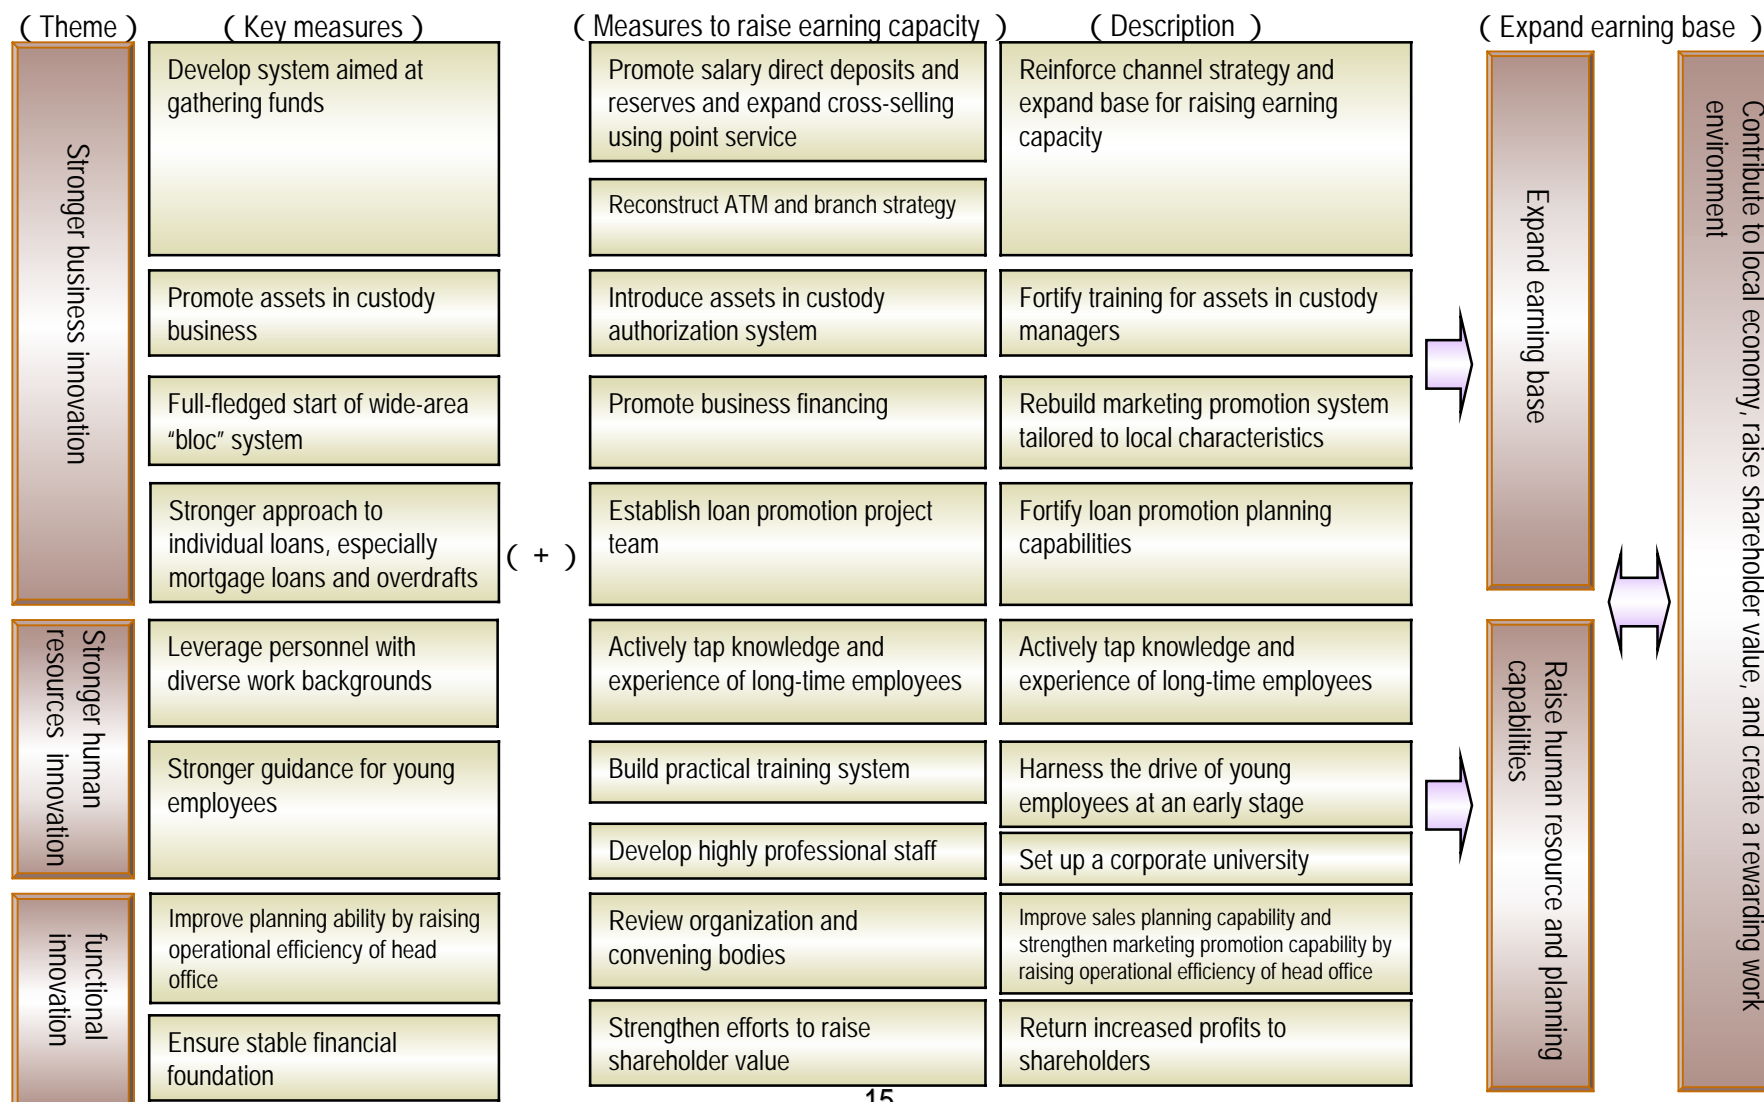 ( Theme )
( Key measures )
( Measures to raise earning capacity )
( Description )
( Expand earning base )
Stronger business innovation
Develop system aimed at
gathering funds
Promote salary direct deposits and
reserves and expand cross-selling
using point service
Reconstruct ATM and branch strategy
Reinforce channel strategy and
expand base for raising earning
capacity
Promote assets in custody
business
Introduce assets in custody
authorization system
Fortify training for assets in custody
managers
Full-fledged start of wide-area
“bloc” system
Promote business financing
Rebuild marketing promotion system
tailored to local characteristics
Stronger approach to
individual loans, especially
mortgage loans and overdrafts
( + )
Establish loan promotion project
team
Fortify loan promotion planning
capabilities
Stronger human
resources innovation
Leverage personnel with
diverse work backgrounds
Actively tap knowledge and
experience of long-time employees
Actively tap knowledge and
experience of long-time employees
Stronger guidance for young
employees
Build practical training system
Develop highly professional staff
Harness the drive of young
employees at an early stage
Set up a corporate university
functional
innovation
Improve planning ability by raising
operational efficiency of head
office
Review organization and
convening bodies
Improve sales planning capability and
strengthen marketing promotion capability by
raising operational efficiency of head office
Ensure stable financial
foundation
Strengthen efforts to raise
shareholder value
Return increased profits to
shareholders
Expand earning base
Raise human resource and planning
capabilities
Contribute to local economy, raise shareholder value, and create a rewarding work
environment
15